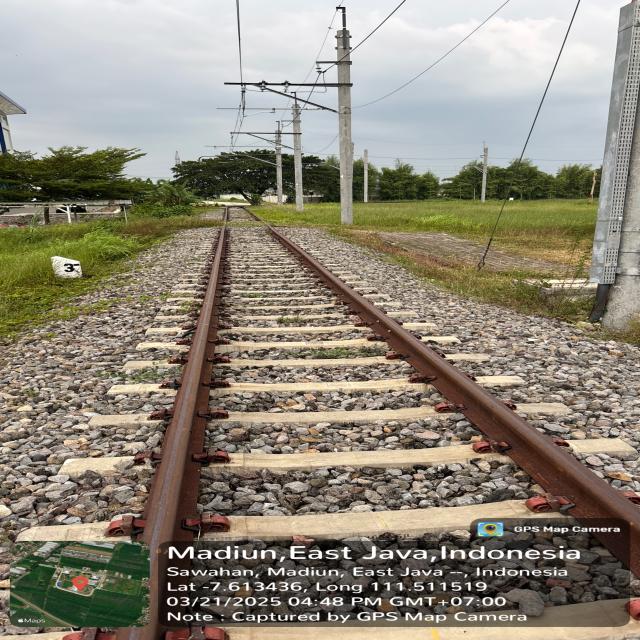 37
GPS Map Camera
Madiun,East Java,Indonesia
Sawahan, Madiun, East Java –, Indonesia
Lat -7.613436, Long 111.511519
03/21/2025 04:48 PM GMT+07:00
Note : Captured by GPS Map Camera
Maps